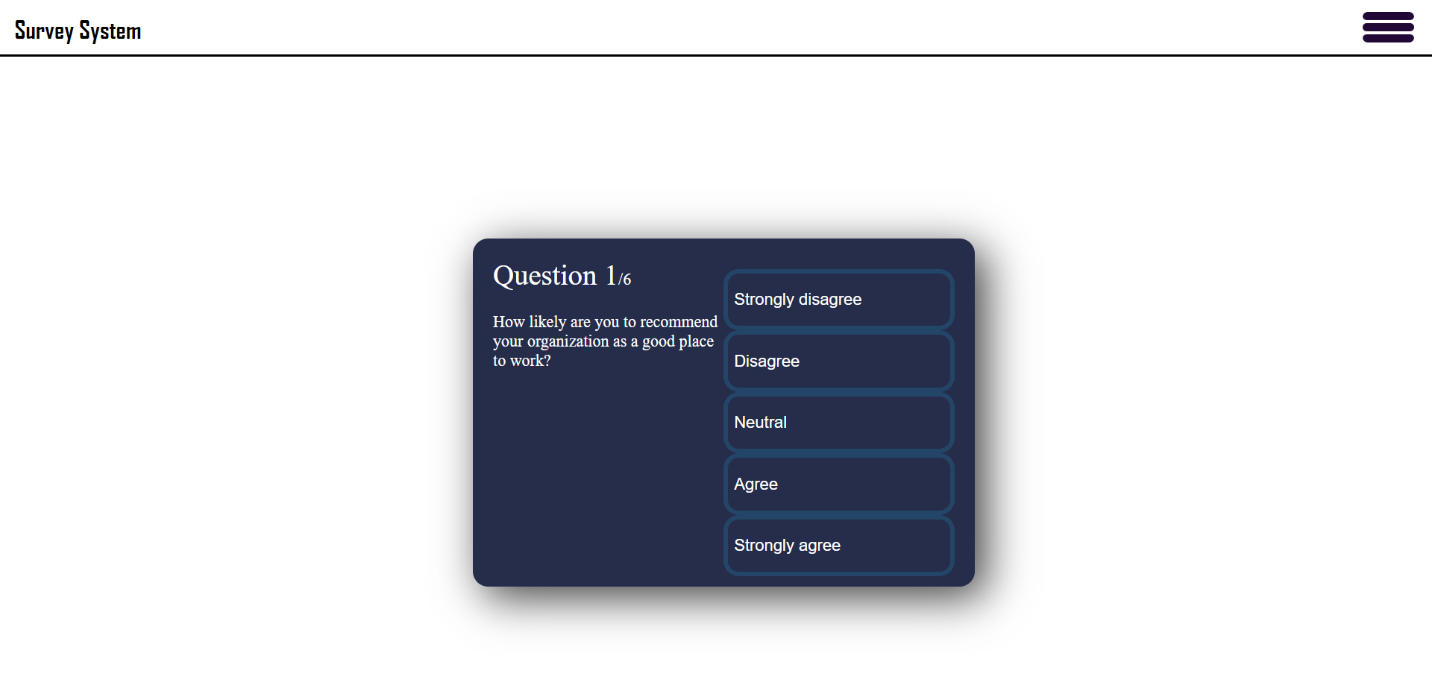 Survey System
Question 1/6
How likely are you to recommend
your organization as a good place
to work?
Strongly disagree
Disagree
Neutral
Agree
Strongly agree